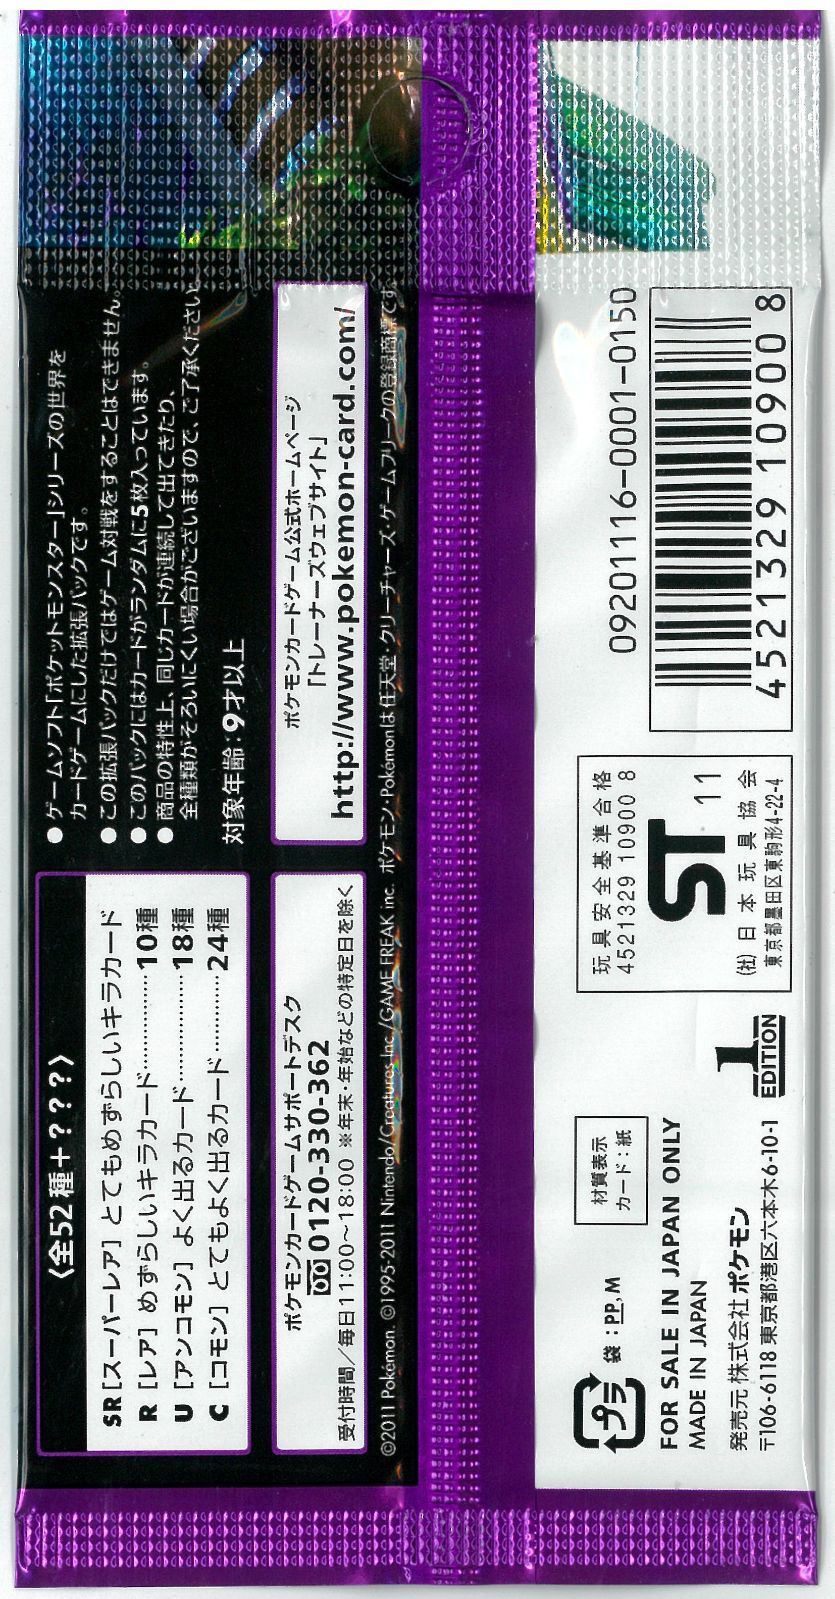 ●ゲームソフト「ポケットモンスター」シリーズの世界を
カードゲームにした拡張パックです。
●この拡張パックだけではゲーム対戦をすることはできません。
●このパックにはカードがランダムに5枚入っています。
●商品の特性上、同じカードが連続して出てきたり、
全種類がそろいにくい場合がございますので、ご了承ください。
対象年齢・9才以上
ポケモンカードゲーム公式ホームページ
「トレーナーズウェブサイト」
http://www.pokemon-card.com/
〈全52種+???〉
SR [スーパーレア] とてもめずらしいキラカード
R [レア] めずらしいキラカード………………10種
U [アンコモン] よく出るカード………………18種
C [コモン] とてもよく出るカード……………24種
ポケモンカードゲームサポートデスク
0120-330-362
受付時間/毎日11:00~18:00 ※年末・年始などの特定日を除く
©2011 Pokémon. ©1995-2011 Nintendo/Creatures Inc./GAME FREAK inc. ポケモン・Pokémonは任天堂・クリーチャーズ・ゲームフリークの登録商標です。
09201116-0001-0150
4521329 109008
玩具安全基準合格
4521329 10900 8
ST 11
(社) 日本玩具協会
東京都墨田区東駒形4-22-4
1 EDITION
材質表示
カード:紙
プラ 袋:PP, M
FOR SALE IN JAPAN ONLY
MADE IN JAPAN
発売元 株式会社 ポケモン
〒106-6118 東京都港区六本木6-10-1